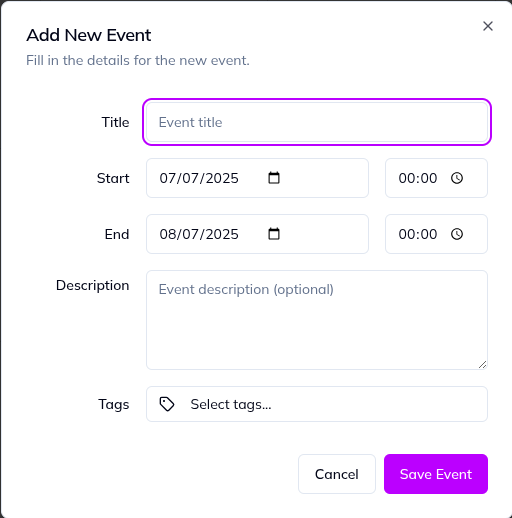 Add New Event
Fill in the details for the new event.
Title Event title
Start 07/07/2025 00:00
End 08/07/2025 00:00
Description Event description (optional)
Tags Select tags...
Cancel Save Event